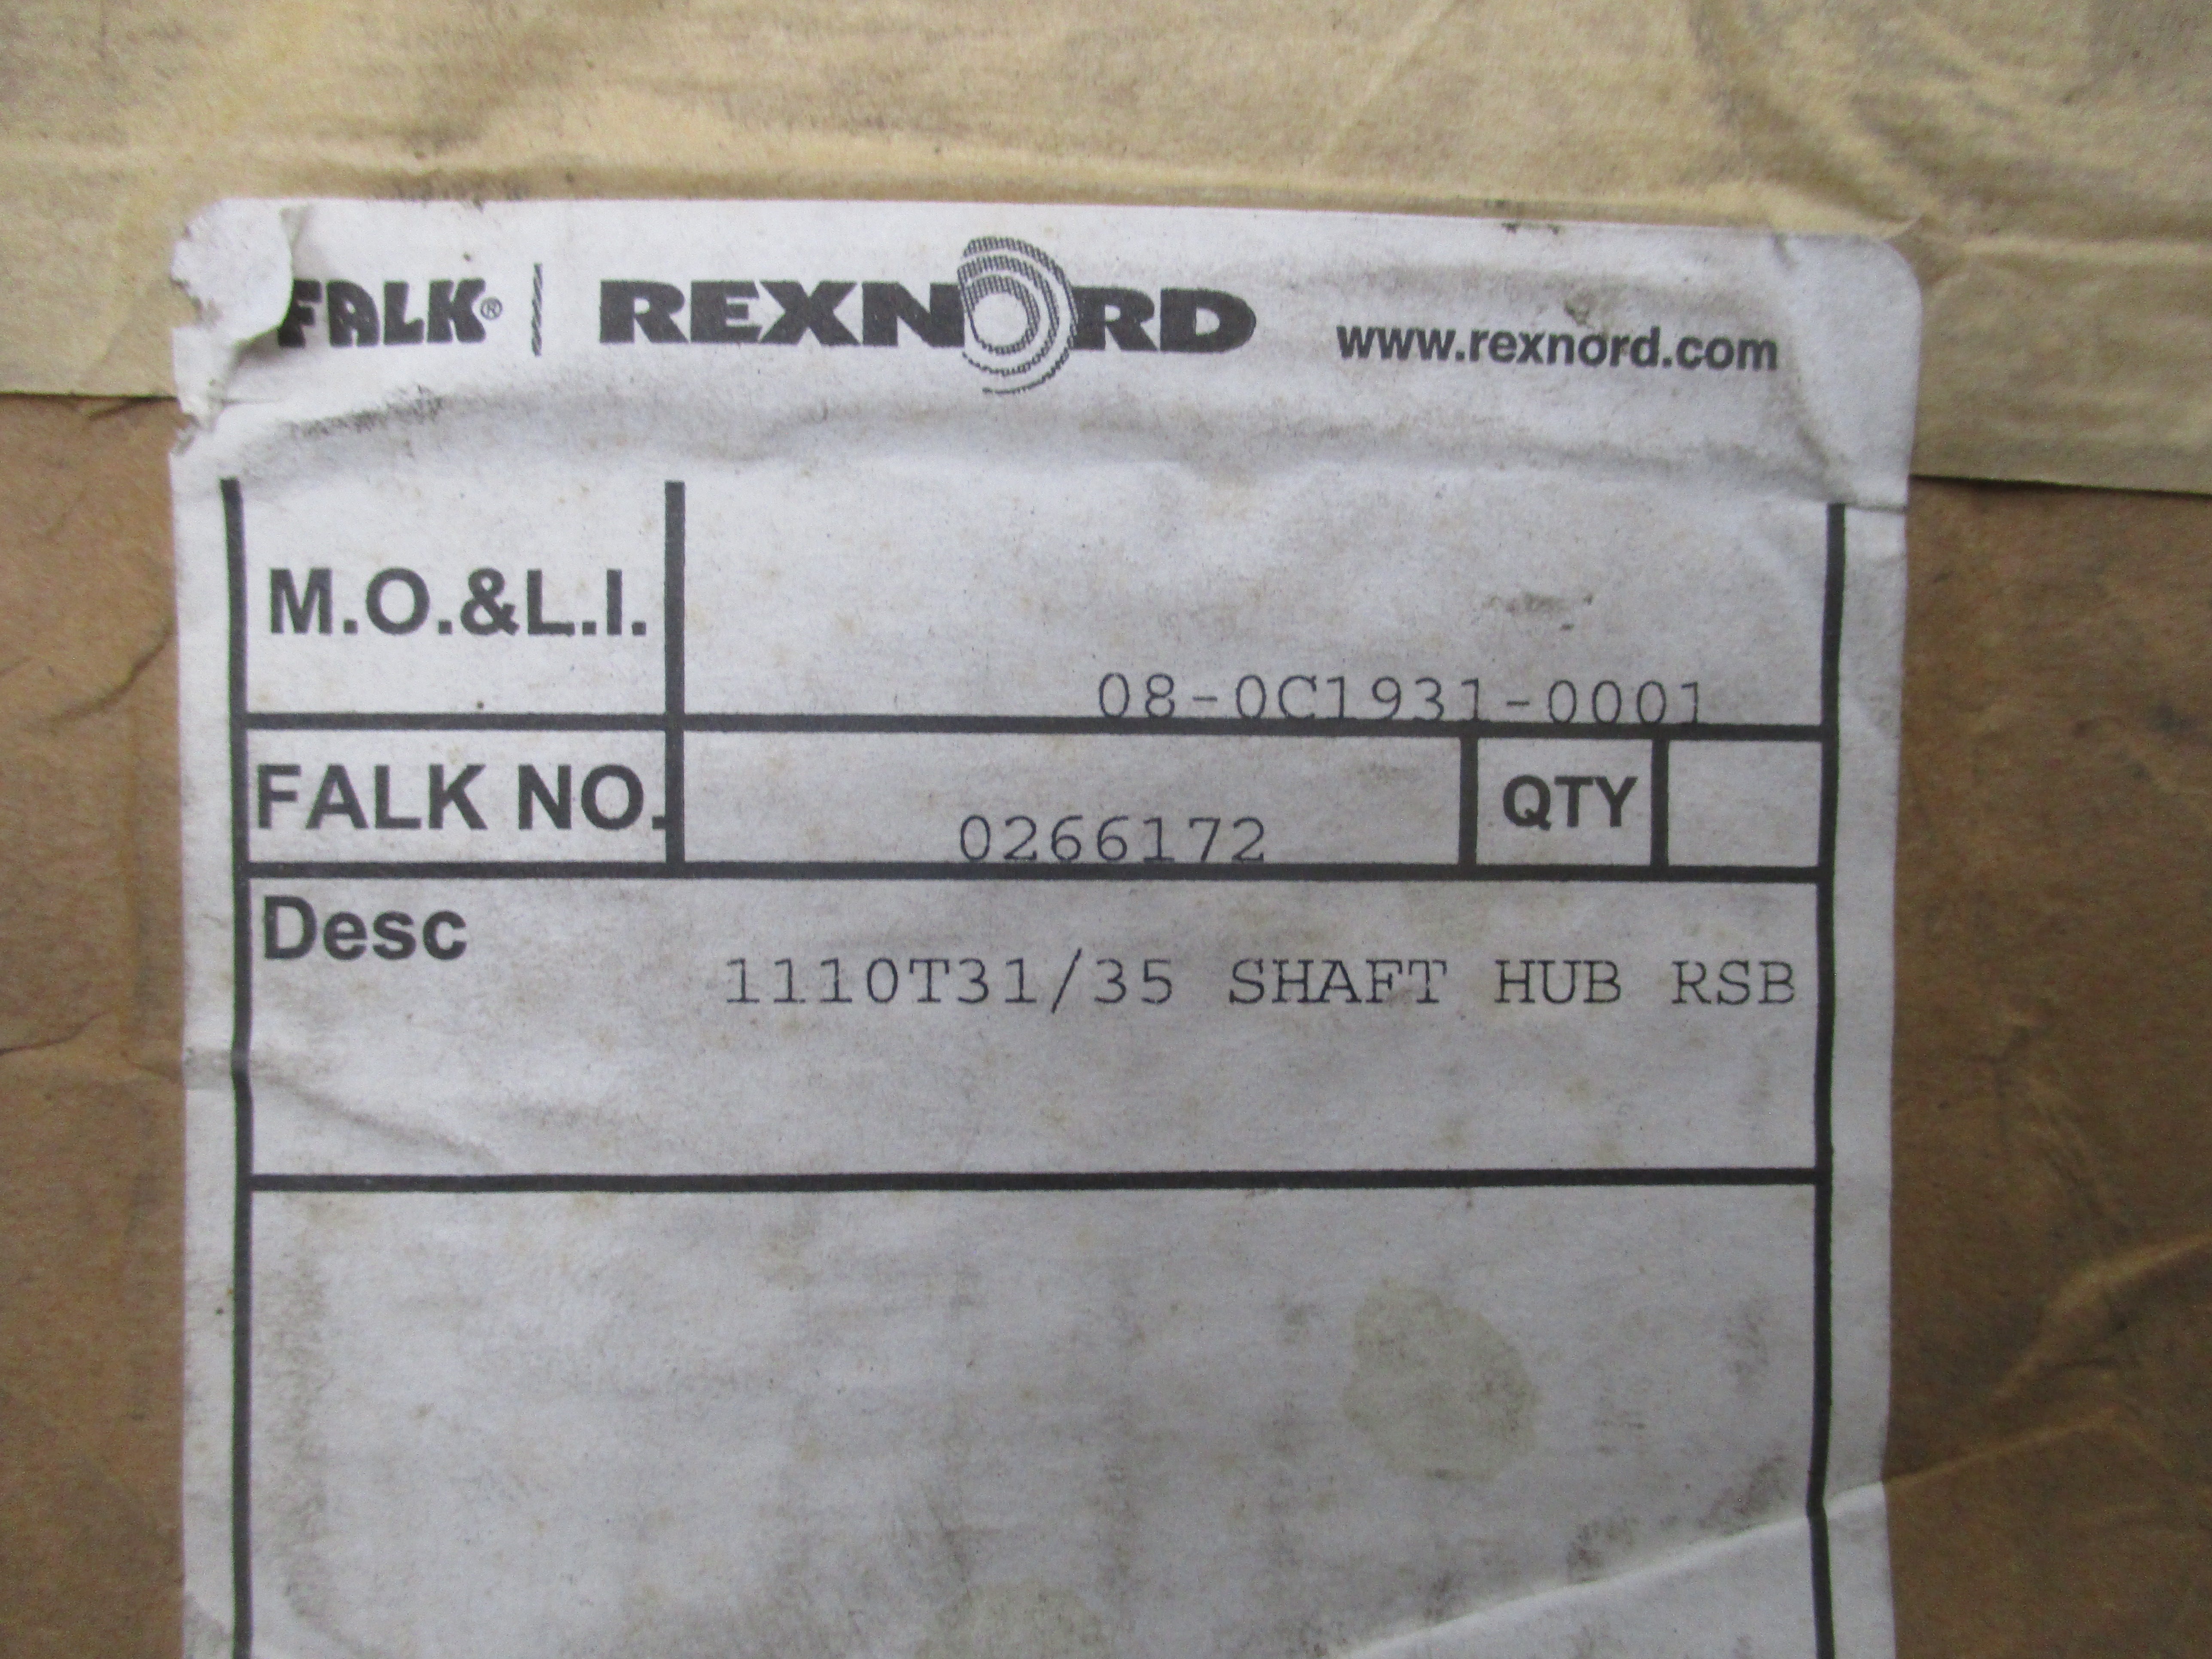 FALK® | REXNORD www.rexnord.com
M.O.&L.I. 08-0C1931-0001
FALK NO. 0266172 QTY
Desc 1110T31/35 SHAFT HUB RSB